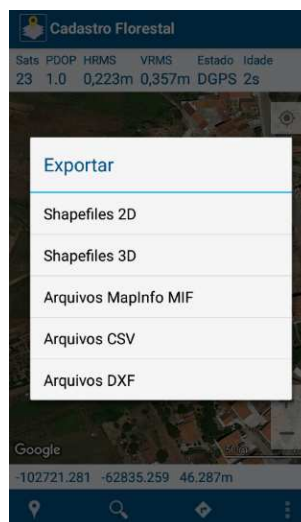 Cadastro Florestal
Sats PDOP HRMS VRMS Estado Idade
23 1.0 0,223m 0,357m DGPS 2s
Exportar
Shapefiles 2D
Shapefiles 3D
Arquivos MapInfo MIF
Arquivos CSV
Arquivos DXF
Google
-102721.281 -62835.259 46.287m